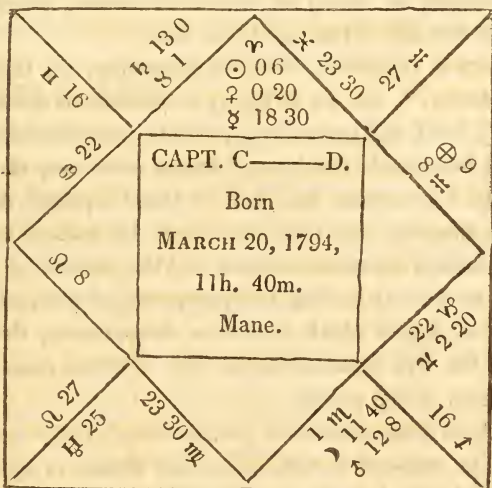 ♄ 13 0
♉ 1
♈
☉ 0 6
♀ 0 20
☿ 18 30
♓ 23 30
27 ♒
♊ 16
♋ 22
⊗ 9
8 ♒
CAPT. C———D.
Born
MARCH 20, 1794,
11h. 40m.
Mane.
♌ 8
22 ♑
♃ 2 20
♌ 27
♅ 25
23 30 ♍
1 ♏
☽ 11 40
♂ 12 8
16 ♐